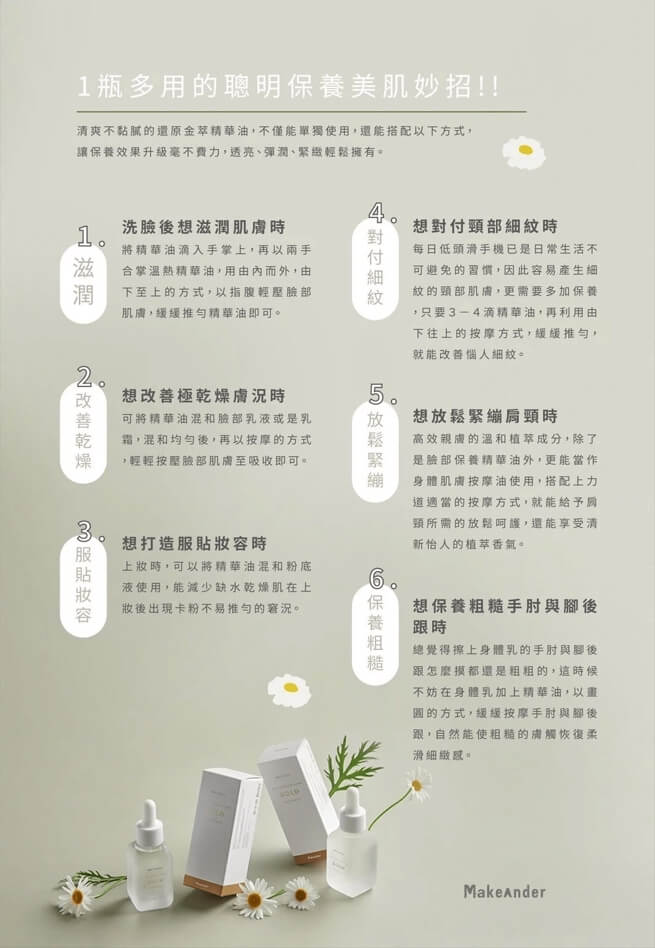 1瓶多用的聰明保養美肌妙招!!
清爽不黏膩的還原金萃精華油，不僅能單獨使用，還能搭配以下方式，
讓保養效果升級毫不費力，透亮、彈潤、緊緻輕鬆擁有。
1.
滋潤
洗臉後想滋潤肌膚時
將精華油滴入手掌上，再以兩手
合掌溫熱精華油，用由內而外，由
下至上的方式，以指腹輕壓臉部
肌膚，緩緩推勻精華油即可。
2.
改善乾燥
想改善極乾燥膚況時
可將精華油混和臉部乳液或是乳
霜，混和均勻後，再以按摩的方式
，輕輕按壓臉部肌膚至吸收即可。
3.
服貼妝容
想打造服貼妝容時
上妝時，可以將精華油混和粉底
液使用，能減少缺水乾燥肌在上
妝後出現卡粉不易推勻的窘況。
4.
對付細紋
想對付頸部細紋時
每日低頭滑手機已是日常生活不
可避免的習慣，因此容易產生細
紋的頸部肌膚，更需要多加保養
，只要3－4滴精華油，再利用由
下往上的按摩方式，緩緩推勻，
就能改善惱人細紋。
5.
放鬆緊繃
想放鬆緊繃肩頸時
高效親膚的溫和植萃成分，除了
是臉部保養精華油外，更能當作
身體肌膚按摩油使用，搭配上力
道適當的按摩方式，就能給予肩
頸所需的放鬆呵護，還能享受清
新怡人的植萃香氣。
6.
保養粗糙
想保養粗糙手肘與腳後
跟時
總覺得擦上身體乳的手肘與腳後
跟怎麼摸都還是粗粗的，這時候
不妨在身體乳加上精華油，以畫
圓的方式，緩緩按摩手肘與腳後
跟，自然能使粗糙的膚觸恢復柔
滑細緻感。
GOLD
MakeAnder